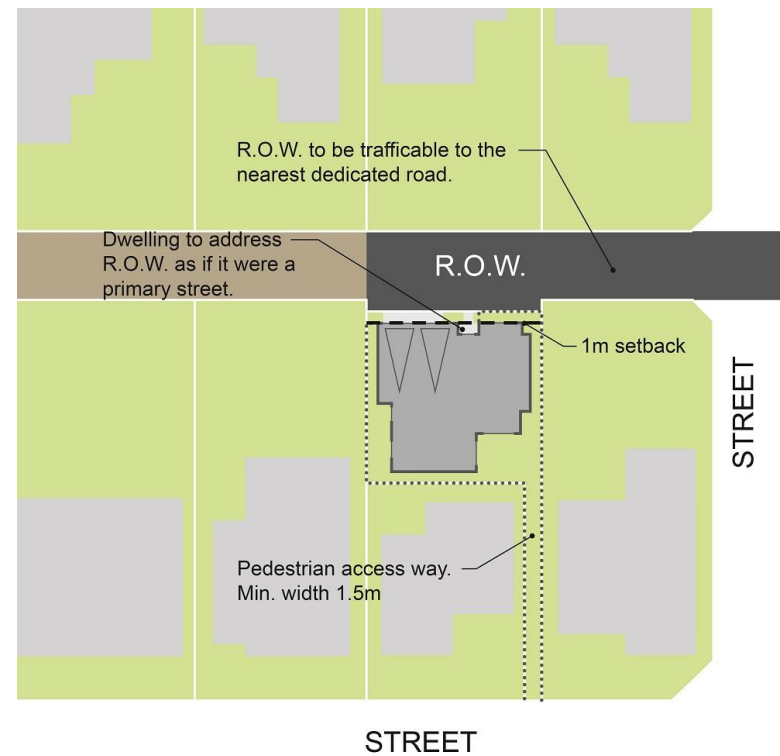 R.O.W. to be trafficable to the
nearest dedicated road.
Dwelling to address
R.O.W. as if it were a
primary street.
R.O.W.
1m setback
STREET
Pedestrian access way.
Min. width 1.5m
STREET